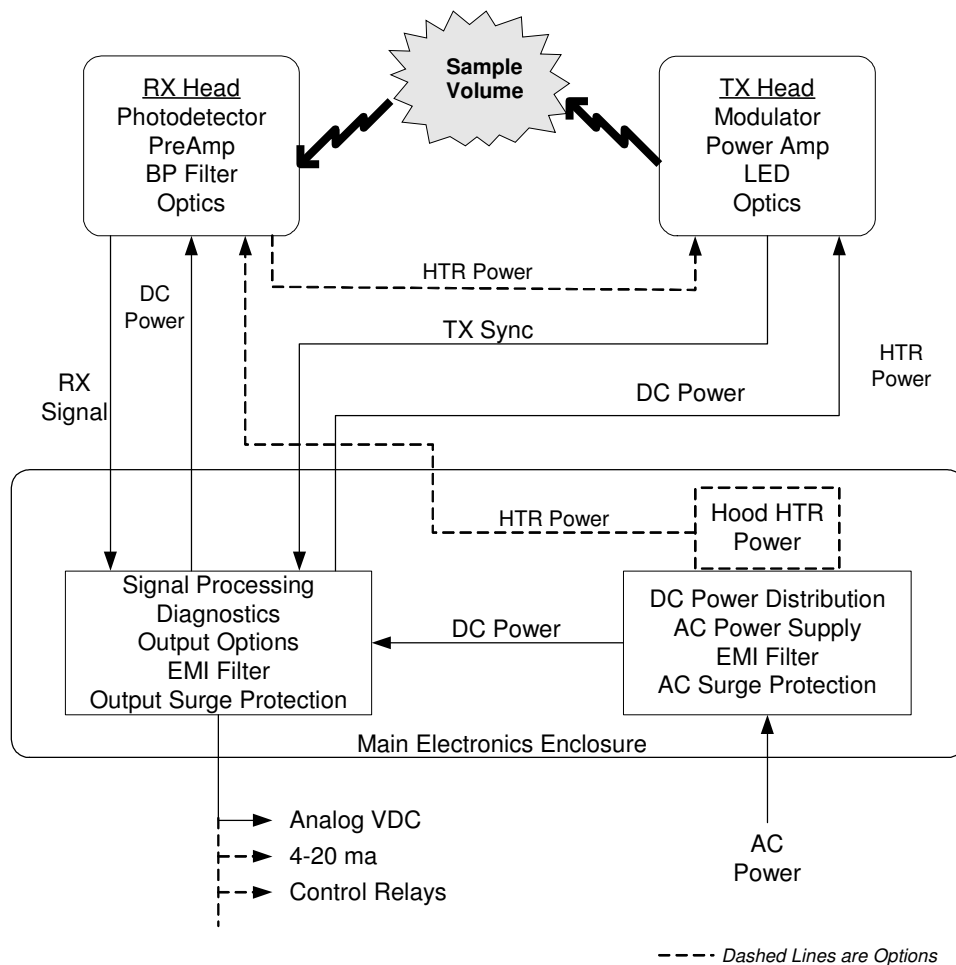 RX Head
Photodetector
PreAmp
BP Filter
Optics
Sample
Volume
TX Head
Modulator
Power Amp
LED
Optics
HTR Power
DC
Power
TX Sync
HTR
Power
RX
Signal
DC Power
HTR Power
Hood HTR
Power
Signal Processing
Diagnostics
Output Options
EMI Filter
Output Surge Protection
DC Power
DC Power Distribution
AC Power Supply
EMI Filter
AC Surge Protection
Main Electronics Enclosure
Analog VDC
4-20 ma
Control Relays
AC
Power
Dashed Lines are Options